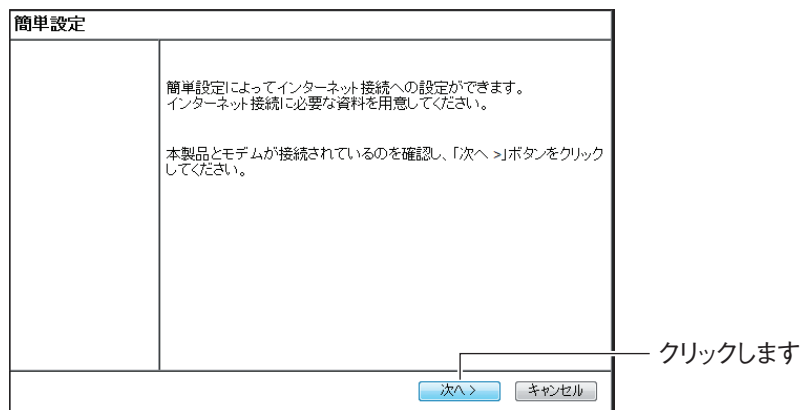 簡単設定
簡単設定によってインターネット接続への設定ができます。
インターネット接続に必要な資料を用意してください。
本製品とモデムが接続されているのを確認し、「次へ >」ボタンをクリック
してください。
クリックします
次へ >
キャンセル